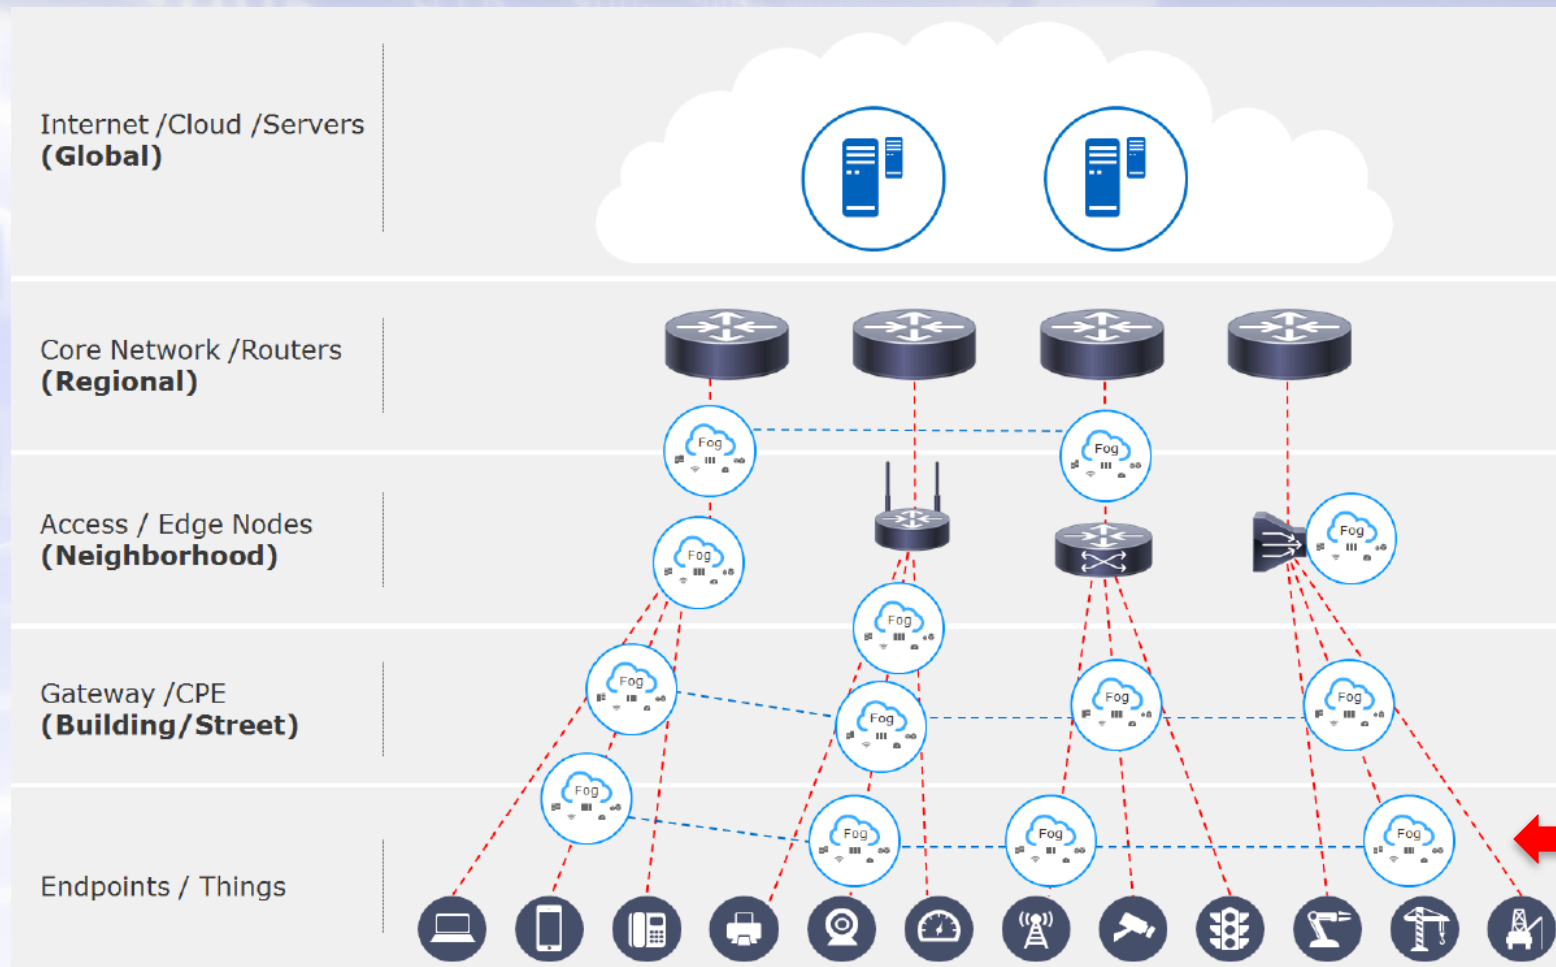 Internet /Cloud /Servers
(Global)
Core Network /Routers
(Regional)
Fog
Fog
Access / Edge Nodes
(Neighborhood)
Fog
Fog
Fog
Gateway /CPE
(Building/Street)
Fog
Fog
Fog
Fog
Fog
Fog
Fog
Fog
Endpoints / Things